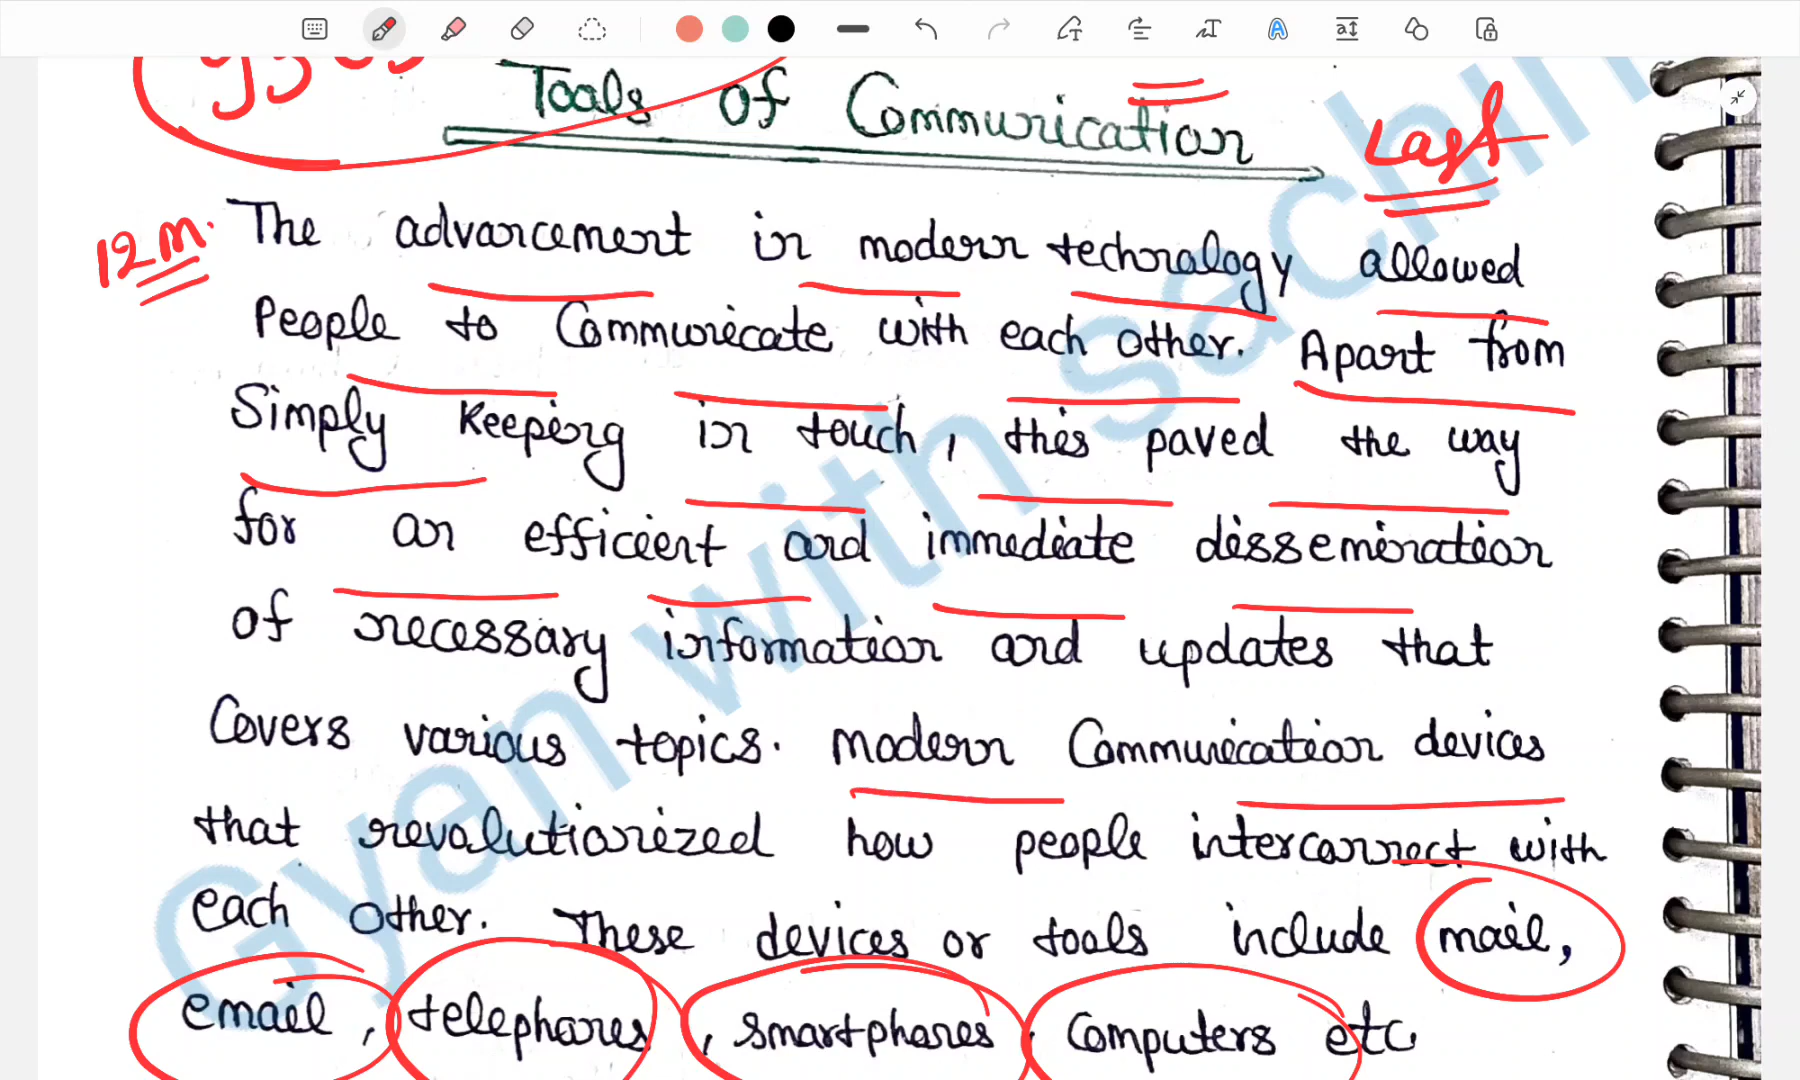 Tools of Communication
Last
12 m.
The advancement in modern technology allowed
People to Communicate with each other. Apart from
Simply Keeping in touch, this paved the way
for an efficient and immediate dissemination
of necessary information and updates that
Covers various topics. Modern Communication devices
that revolutionized how people interconnect with
each other. These devices or tools include mail,
email, telephones, smartphones, Computers etc.
Gyan with sachin